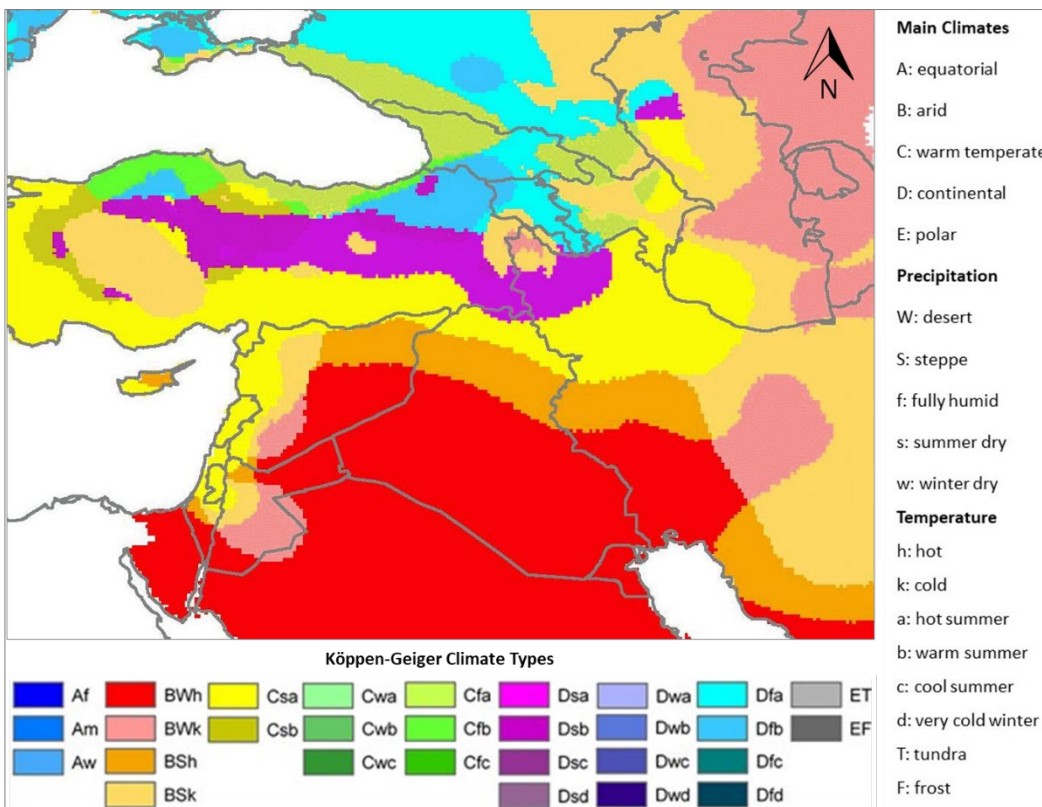 N
Main Climates
A: equatorial
B: arid
C: warm temperate
D: continental
E: polar
Precipitation
W: desert
S: steppe
f: fully humid
s: summer dry
w: winter dry
Temperature
h: hot
k: cold
a: hot summer
b: warm summer
c: cool summer
d: very cold winter
T: tundra
F: frost
Köppen-Geiger Climate Types
Af BWh Csa Cwa Cfa Dsa Dwa Dfa ET
Am BWk Csb Cwb Cfb Dsb Dwb Dfb EF
Aw BSh Cwc Cfc Dsc Dwc Dfc
BSk Dsd Dwd Dfd